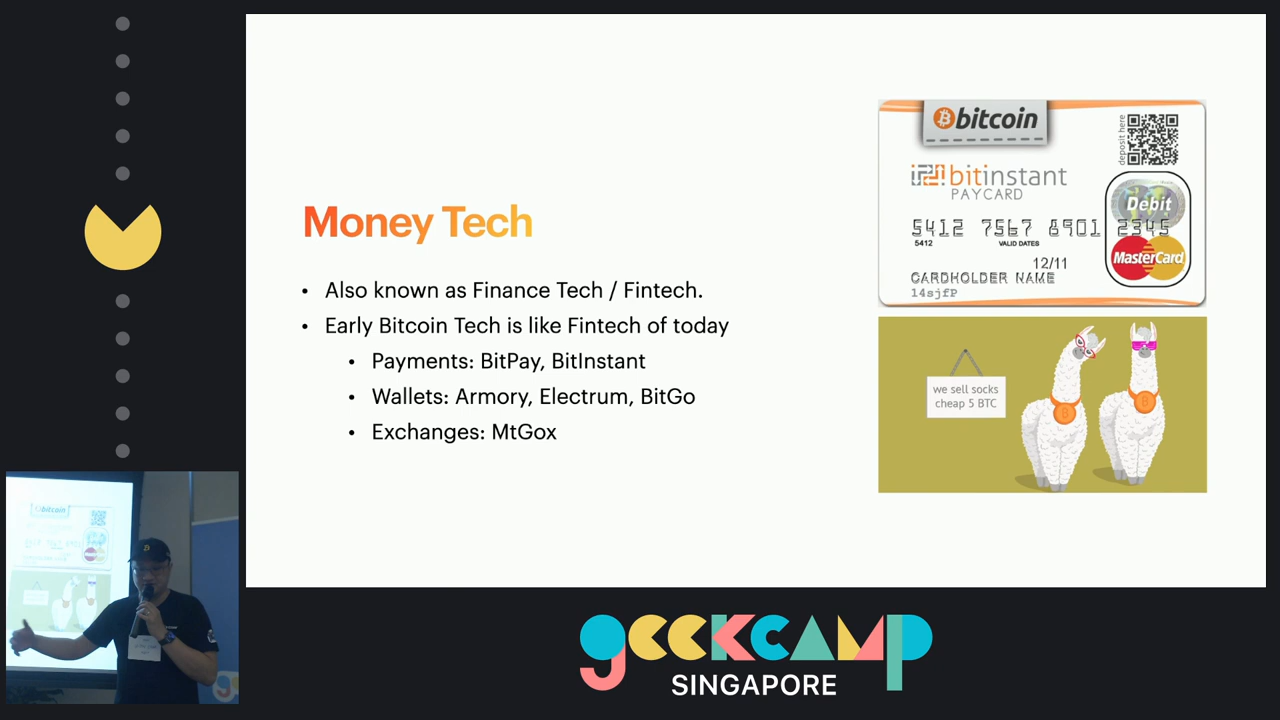 Money Tech
• Also known as Finance Tech / Fintech.
• Early Bitcoin Tech is like Fintech of today
• Payments: BitPay, BitInstant
• Wallets: Armory, Electrum, BitGo
• Exchanges: MtGox
bitcoin
deposit here
bitinstant
PAYCARD
Debit
5412 7567 8901 2345
5412
VALID DATES
12/11
MasterCard
CARDHOLDER NAME
14sjfP
we sell socks
cheap 5 BTC
bitcoin
geekcamp
SINGAPORE